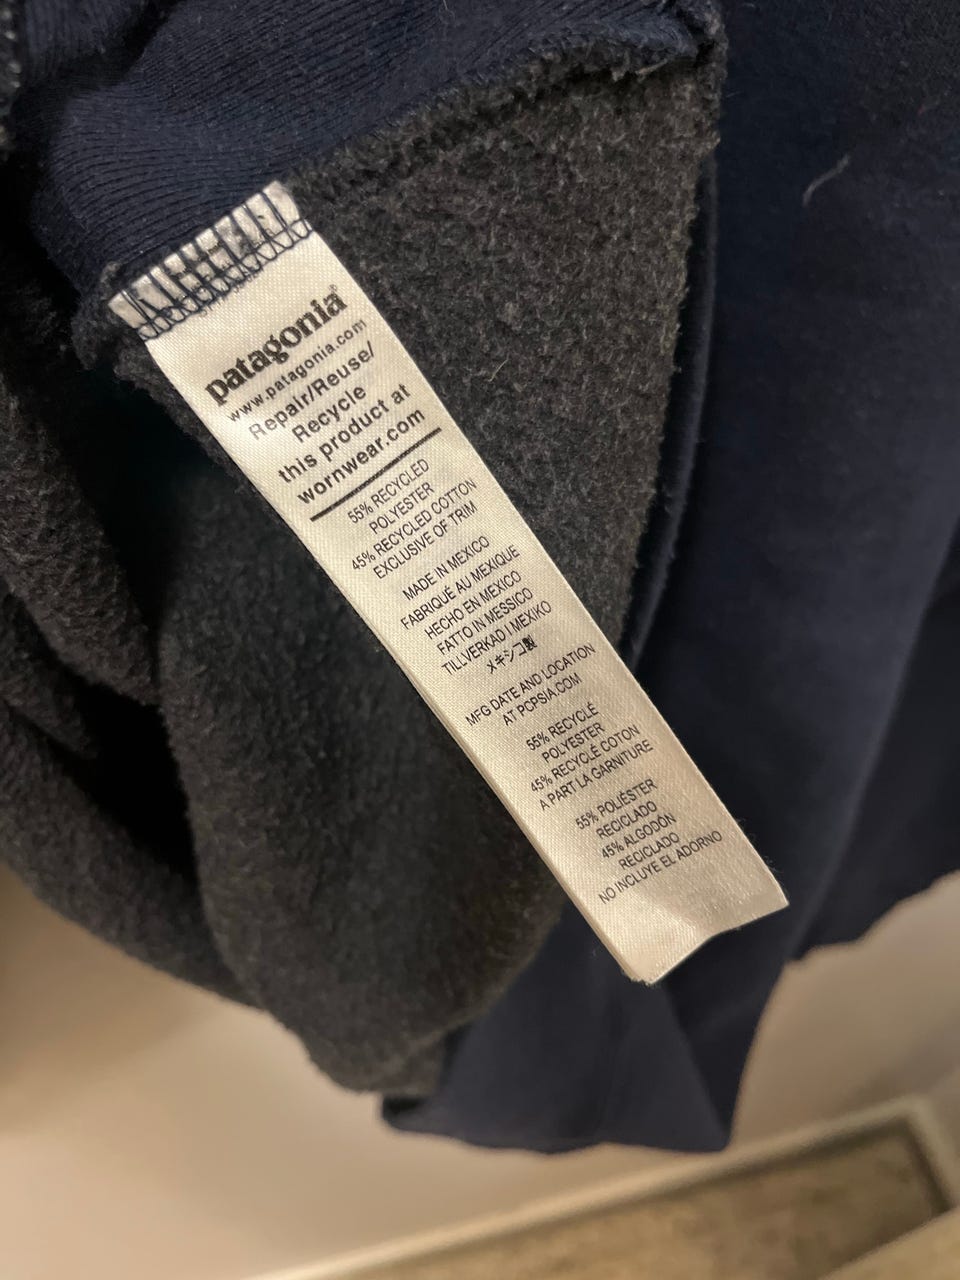 patagonia®
www.patagonia.com
Repair/Reuse/
Recycle
this product at
wornwear.com
55% RECYCLED
POLYESTER
45% RECYCLED COTTON
EXCLUSIVE OF TRIM
MADE IN MEXICO
FABRIQUÉ AU MEXIQUE
HECHO EN MEXICO
FATTO IN MESSICO
TILLVERKAD I MEXIKO
メキシコ製
MFG DATE AND LOCATION
AT PCPSIA.COM
55% RECYCLÉ
POLYESTER
45% RECYCLÉ COTON
A PART LA GARNITURE
55% POLIÉSTER
RECICLADO
45% ALGODÓN
RECICLADO
NO INCLUYE EL ADORNO